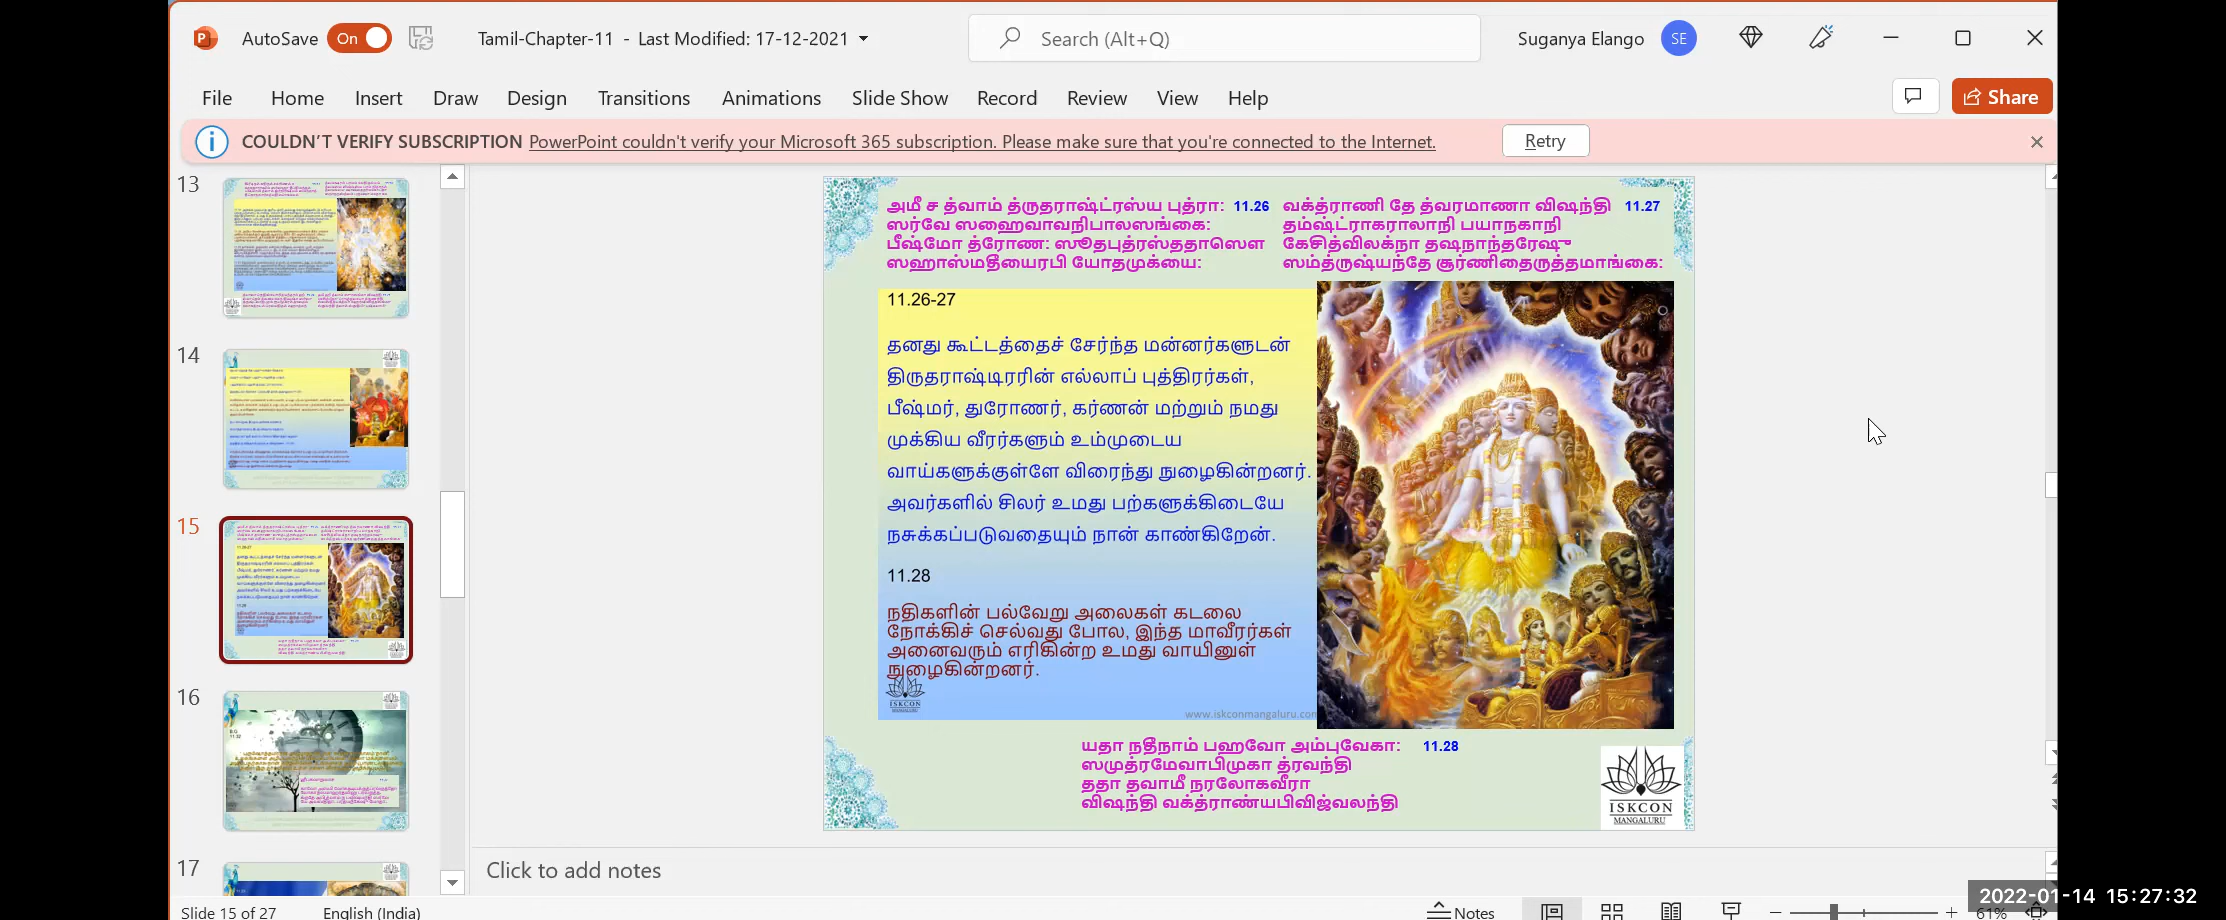 AutoSave On Tamil-Chapter-11 - Last Modified: 17-12-2021 Search (Alt+Q) Suganya Elango SE
File Home Insert Draw Design Transitions Animations Slide Show Record Review View Help Share
COULDN'T VERIFY SUBSCRIPTION PowerPoint couldn't verify your Microsoft 365 subscription. Please make sure that you're connected to the Internet. Retry
13
14
15
16
17
அமீ ச த்வாம் த்ருதராஷ்ட்ரஸ்ய புத்ரா: 11.26
ஸர்வே ஸஹைவாவநிபாலஸங்கை:
பீஷ்மோ த்ரோண: ஸூதபுத்ரஸ்ததாஸௌ
ஸஹாஸ்மதீயைரபி யோதமுக்யை:
வக்த்ராணி தே த்வரமாணா விஷந்தி 11.27
தம்ஷ்ட்ராகராலாநி பயாநகாநி
கேசித்விலக்நா தஷநாந்தரேஷு
ஸம்த்ருஷ்யந்தே சூர்ணிதைருத்தமாங்கை:
11.26-27
தனது கூட்டத்தைச் சேர்ந்த மன்னர்களுடன்
திருதராஷ்டிரரின் எல்லாப் புத்திரர்கள்,
பீஷ்மர், துரோணர், கர்ணன் மற்றும் நமது
முக்கிய வீரர்களும் உம்முடைய
வாய்களுக்குள்ளே விரைந்து நுழைகின்றனர்.
அவர்களில் சிலர் உமது பற்களுக்கிடையே
நசுக்கப்படுவதையும் நான் காண்கிறேன்.
11.28
நதிகளின் பல்வேறு அலைகள் கடலை
நோக்கிச் செல்வது போல, இந்த மாவீரர்கள்
அனைவரும் எரிகின்ற உமது வாயினுள்
நுழைகின்றனர்.
ISKCON
MANGALURU
www.iskconmangaluru.com
யதா நதீநாம் பஹவோ அம்புவேகா: 11.28
ஸமுத்ரமேவாபிமுகா த்ரவந்தி
ததா தவாமீ நரலோகவீரா
விஷந்தி வக்த்ராண்யபிவிஜ்வலந்தி
ISKCON
MANGALURU
Click to add notes
Slide 15 of 27 English (India) Notes 61%
2022-01-14 15:27:32